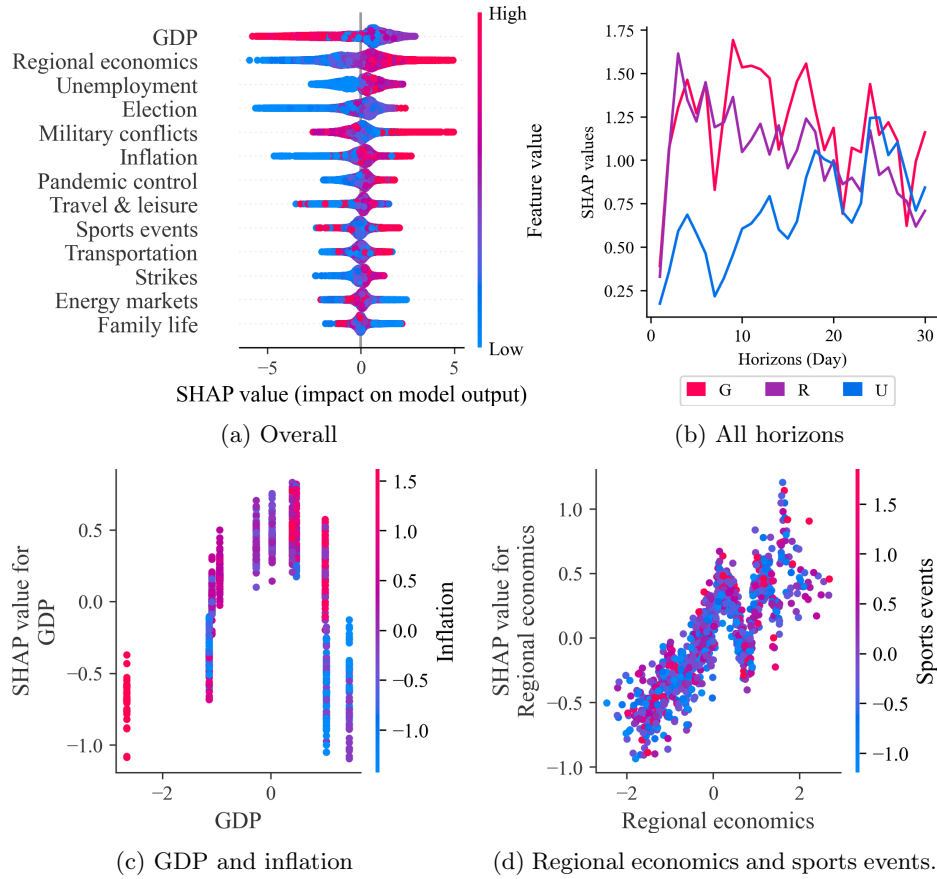 GDP
Regional economics
Unemployment
Election
Military conflicts
Inflation
Pandemic control
Travel & leisure
Sports events
Transportation
Strikes
Energy markets
Family life
−5
0
5
SHAP value (impact on model output)
High
Low
Feature value
(a) Overall
1.75
1.50
1.25
1.00
0.75
0.50
0.25
SHAP values
0
10
20
30
Horizons (Day)
G
R
U
(b) All horizons
0.5
0.0
−0.5
−1.0
SHAP value for
GDP
−2
0
GDP
1.5
1.0
0.5
0.0
−0.5
−1.0
Inflation
(c) GDP and inflation
1.0
0.5
0.0
−0.5
−1.0
SHAP value for
Regional economics
−2
0
2
Regional economics
1.5
1.0
0.5
0.0
−0.5
−1.0
Sports events
(d) Regional economics and sports events.